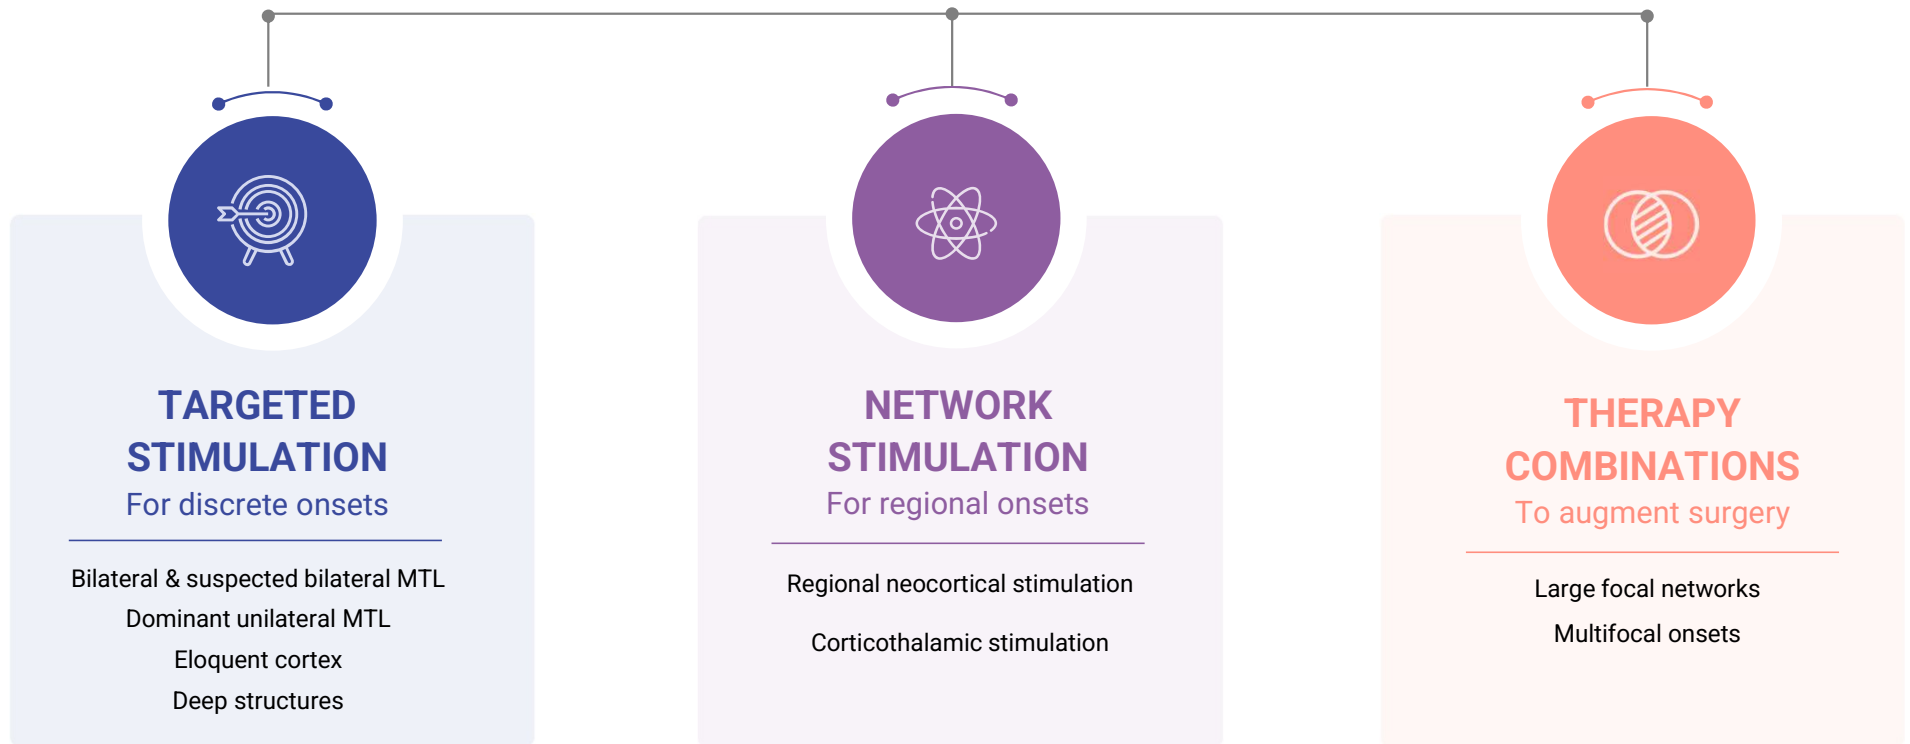 TARGETED
STIMULATION
For discrete onsets
Bilateral & suspected bilateral MTL
Dominant unilateral MTL
Eloquent cortex
Deep structures
NETWORK
STIMULATION
For regional onsets
Regional neocortical stimulation
Corticothalamic stimulation
THERAPY
COMBINATIONS
To augment surgery
Large focal networks
Multifocal onsets